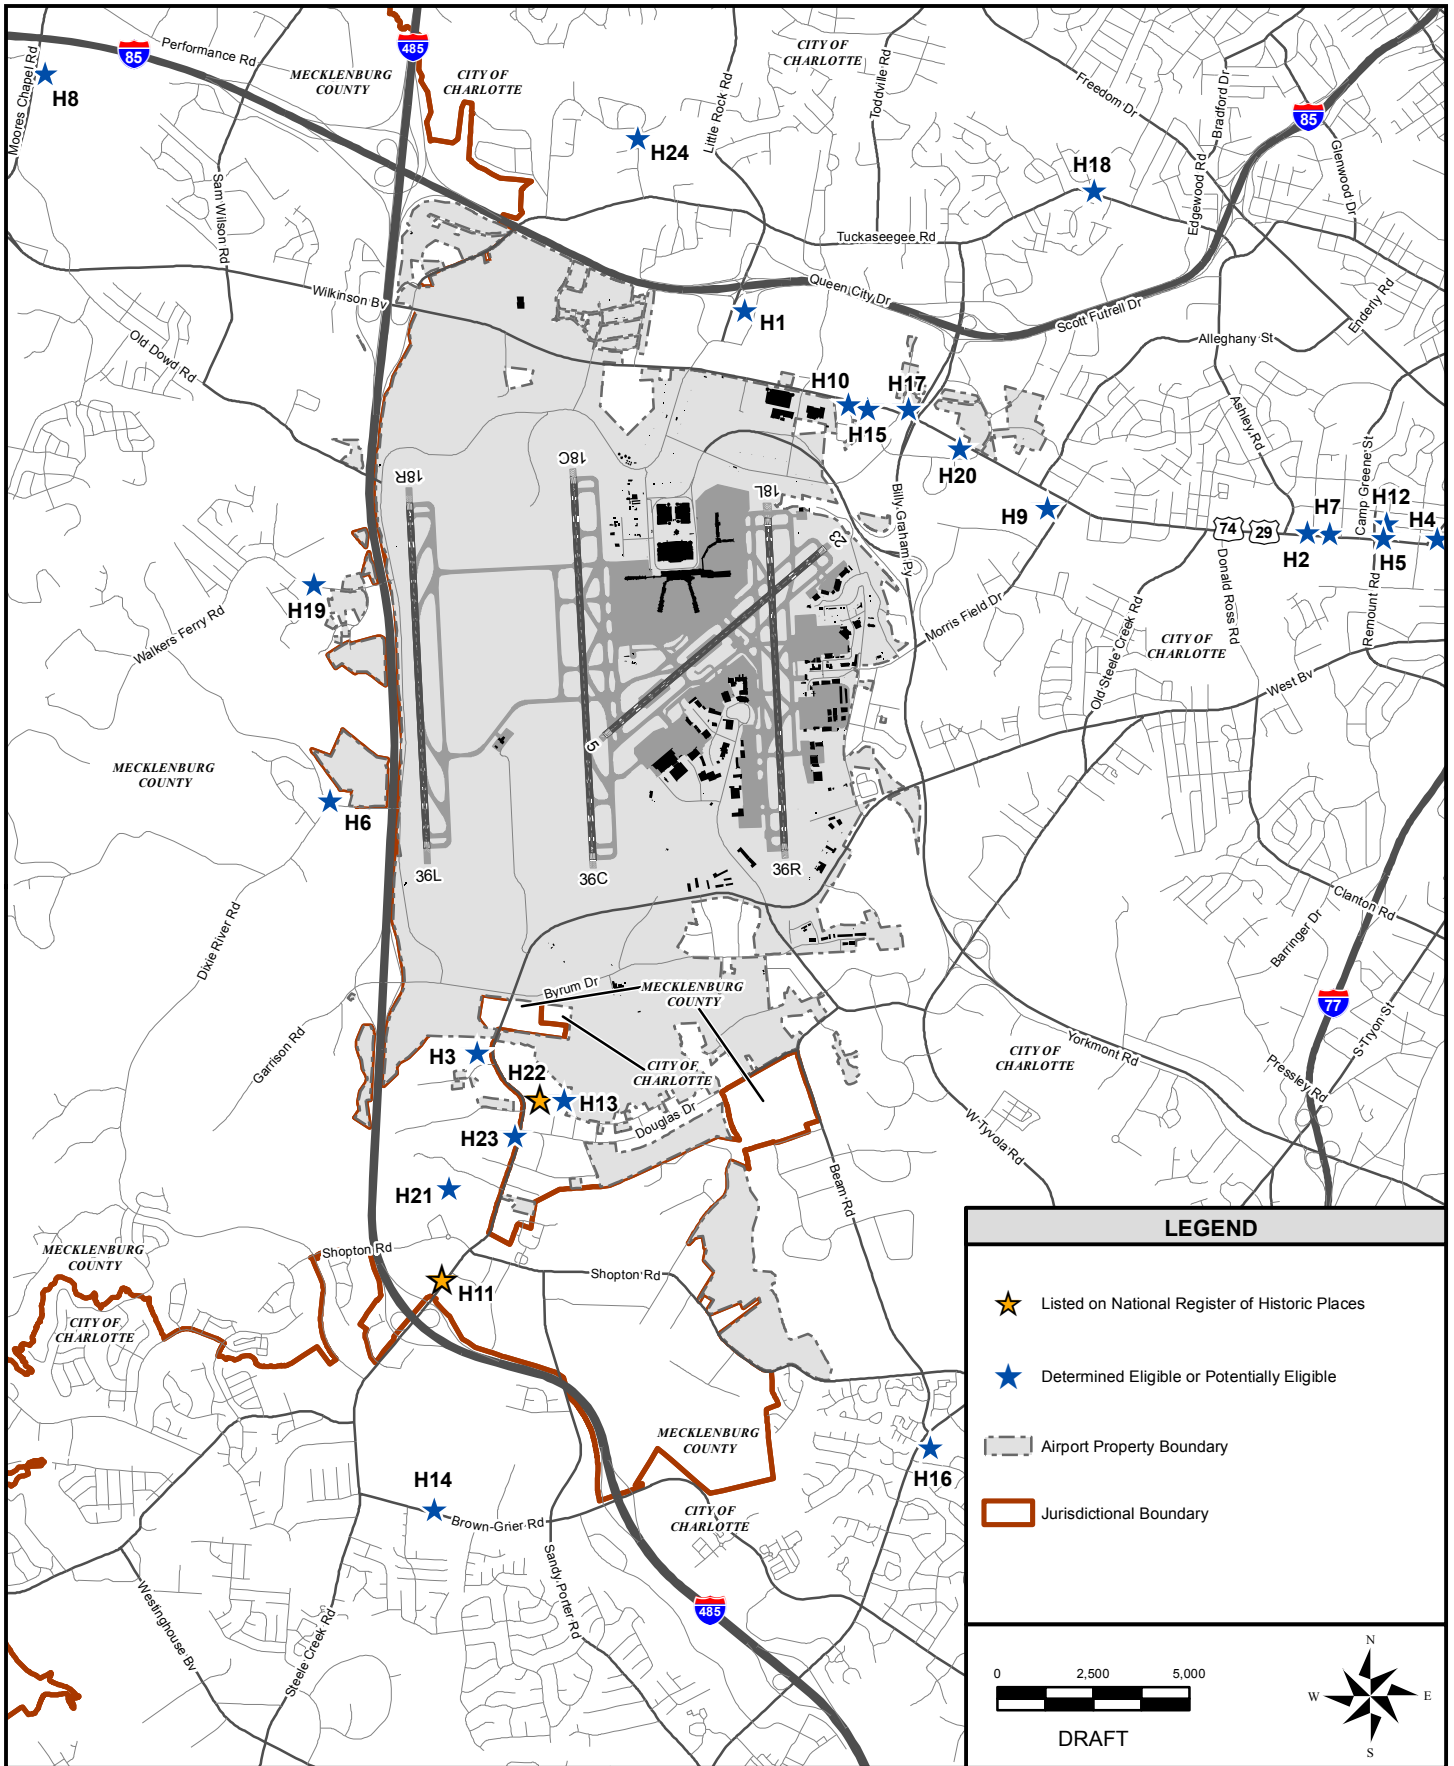 Moores Chapel Rd
H8
85
Performance Rd
485
MECKLENBURG
COUNTY
CITY OF
CHARLOTTE
CITY OF
CHARLOTTE
Little Rock Rd
Toddville Rd
Freedom Dr
Bradford Dr
85
Glenwood Dr
Edgewood Rd
H24
H18
Sam Wilson Rd
Tuckaseegee Rd
Wilkinson Bv
Queen City Dr
H1
Scott Futrell Dr
Enderly Rd
Alleghany St
Old Dowd Rd
H10
H17
H15
H20
Ashley Rd
Camp Greene St
18R
18C
18L
23
Billy Graham Py
H9
74
29
H2
H7
H12
H5
H4
H19
Walkers Ferry Rd
Morris Field Dr
Old Steele Creek Rd
Donald Ross Rd
Remount Rd
CITY OF
CHARLOTTE
West Bv
5
MECKLENBURG
COUNTY
H6
36L
36C
36R
Clanton Rd
Barringer Dr
Dixie River Rd
77
S Tryon St
Byrum Dr
MECKLENBURG
COUNTY
Garrison Rd
H3
CITY OF
CHARLOTTE
CITY OF
CHARLOTTE
Yorkmont Rd
Pressley Rd
H22
H13
Douglas Dr
H23
W Tyvola Rd
H21
Beam Rd
MECKLENBURG
COUNTY
Shopton Rd
Shopton Rd
H11
CITY OF
CHARLOTTE
MECKLENBURG
COUNTY
H16
H14
Brown-Grier Rd
CITY OF
CHARLOTTE
Sandy Porter Rd
Westinghouse Bv
Steele Creek Rd
485
LEGEND
Listed on National Register of Historic Places
Determined Eligible or Potentially Eligible
Airport Property Boundary
Jurisdictional Boundary
0 2,500 5,000
DRAFT
N
W E
S